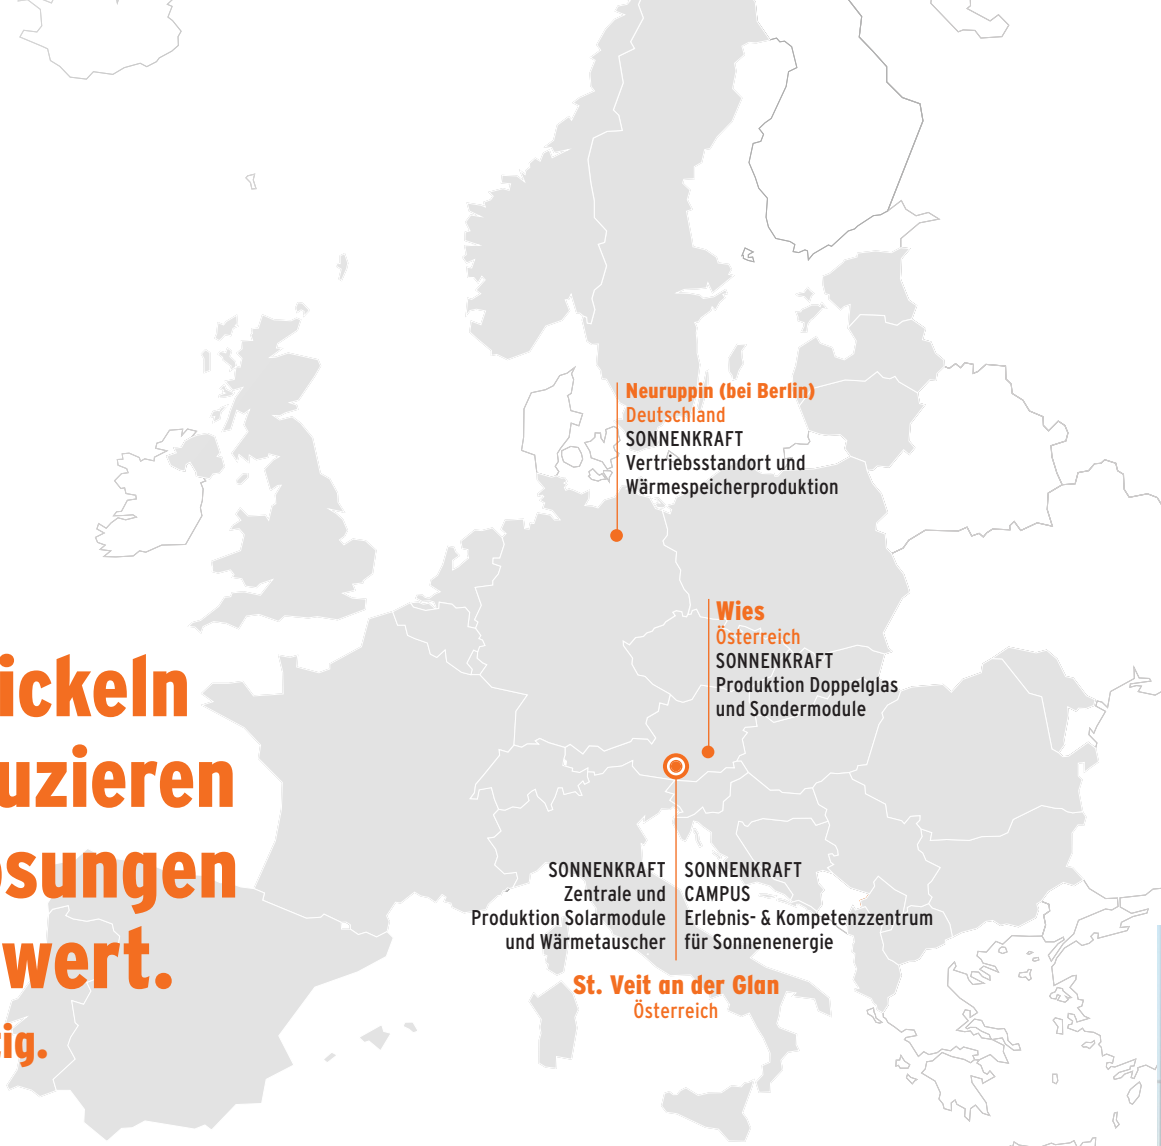 Neuruppin (bei Berlin)
Deutschland
SONNENKRAFT
Vertriebsstandort und
Wärmespeicherproduktion
Wies
Österreich
SONNENKRAFT
Produktion Doppelglas
und Sondermodule
ickeln
uzieren
sungen
wert.
ig.
SONNENKRAFT
Zentrale und
Produktion Solarmodule
und Wärmetauscher
SONNENKRAFT
CAMPUS
Erlebnis- & Kompetenzzentrum
für Sonnenenergie
St. Veit an der Glan
Österreich